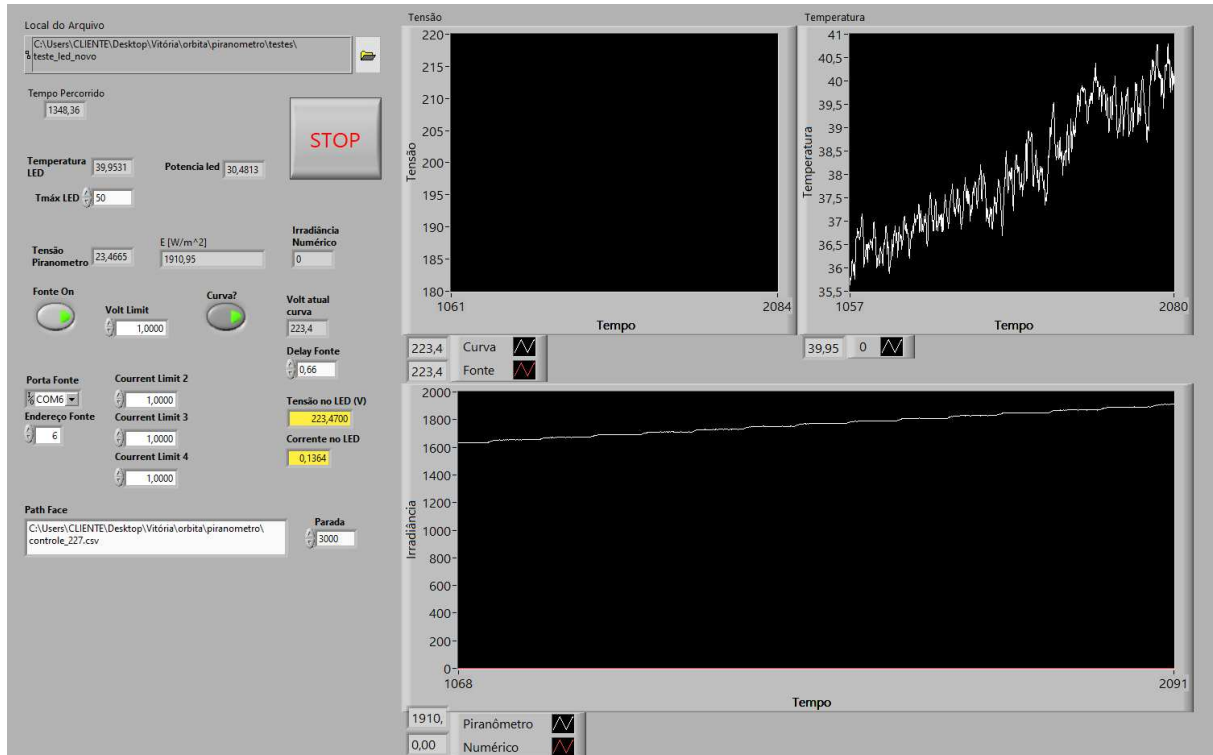 Local do Arquivo
C:\Users\CLIENTE\Desktop\Vitória\orbita\piranometro\testes\
teste_led_novo
Tempo Percorrido
1348,36
STOP
Temperatura
LED
39,9531
Potencia led
30,4813
Tmáx LED
50
Tensão
Piranometro
23,4665
E [W/m^2]
1910,95
Irradiância
Numérico
0
Fonte On
Volt Limit
1,0000
Curva?
Volt atual
curva
223,4
Delay Fonte
0,66
Porta Fonte
COM6
Endereço Fonte
6
Courrent Limit 2
1,0000
Courrent Limit 3
1,0000
Courrent Limit 4
1,0000
Tensão no LED (V)
223,4700
Corrente no LED
0,1364
Path Face
C:\Users\CLIENTE\Desktop\Vitória\orbita\piranometro\
controle_227.csv
Parada
3000
Tensão
220
215
210
205
200
195
190
185
180
Tensão
1061
2084
Tempo
223,4
Curva
223,4
Fonte
Temperatura
41
40,5
40
39,5
39
38,5
38
37,5
37
36,5
36
35,5
Temperatura
1057
2080
Tempo
39,95
0
2000
1800
1600
1400
1200
1000
800
600
400
200
0
Irradiância
1068
2091
Tempo
1910,
Piranômetro
0,00
Numérico